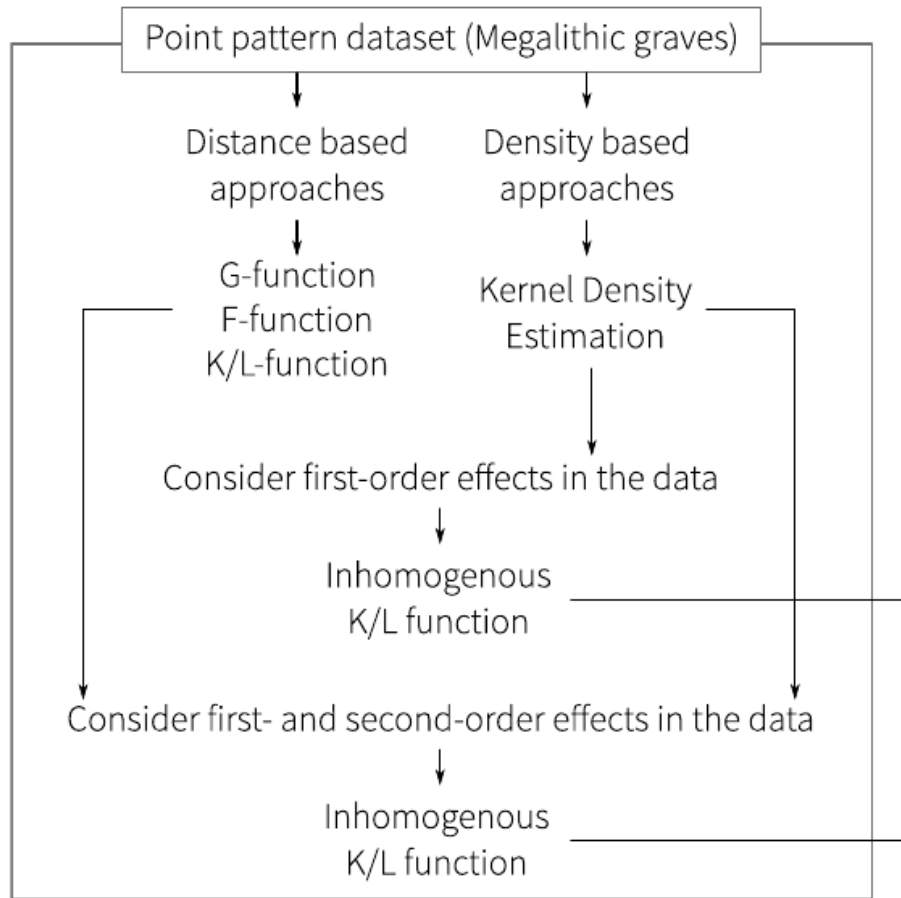 Point pattern dataset (Megalithic graves)
Distance based
approaches
Density based
approaches
G-function
F-function
K/L-function
Kernel Density
Estimation
Consider first-order effects in the data
Inhomogenous
K/L function
Consider first- and second-order effects in the data
Inhomogenous
K/L function